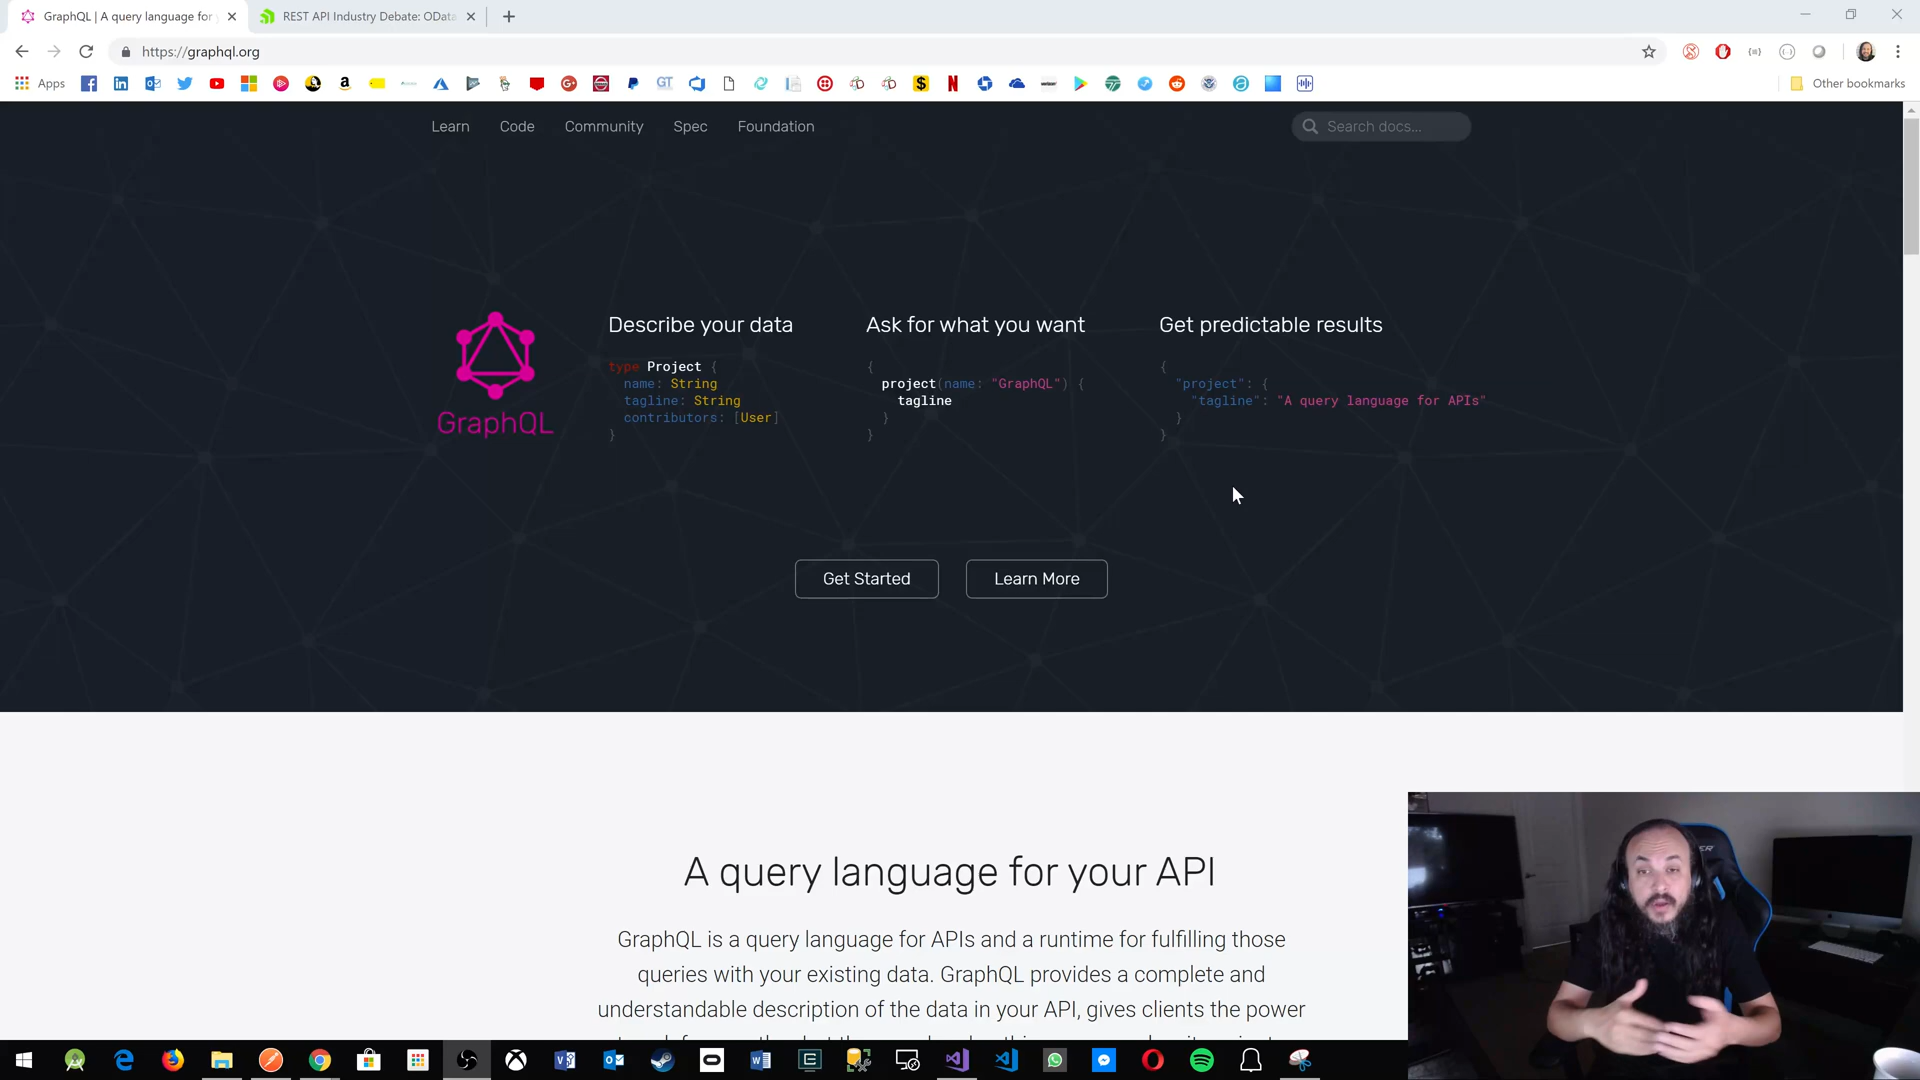 GraphQL | A query language for
REST API Industry Debate: OData
https://graphql.org
Apps
GT
Other bookmarks
Learn
Code
Community
Spec
Foundation
Search docs...
GraphQL
Describe your data
type Project {
name: String
tagline: String
contributors: [User]
}
Ask for what you want
{
project(name: "GraphQL") {
tagline
}
}
Get predictable results
{
"project": {
"tagline": "A query language for APIs"
}
}
Get Started
Learn More
A query language for your API
GraphQL is a query language for APIs and a runtime for fulfilling those
queries with your existing data. GraphQL provides a complete and
understandable description of the data in your API, gives clients the power